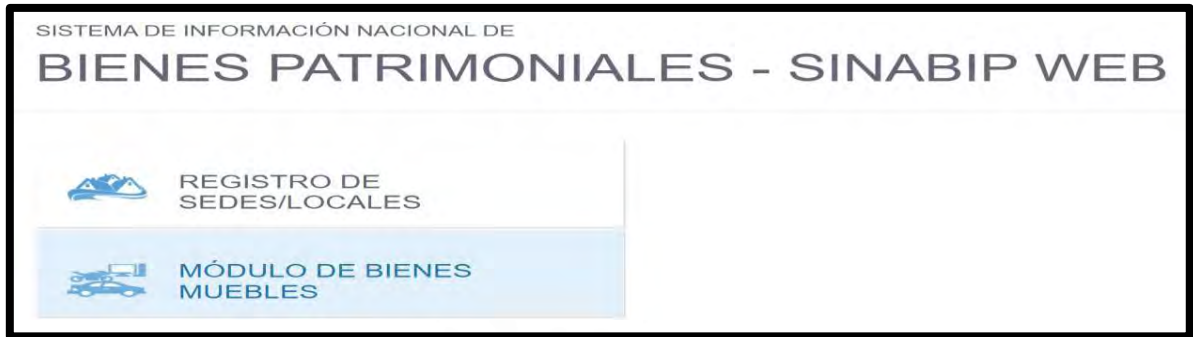 SISTEMA DE INFORMACIÓN NACIONAL DE
BIENES PATRIMONIALES - SINABIP WEB
REGISTRO DE
SEDES/LOCALES
MÓDULO DE BIENES
MUEBLES